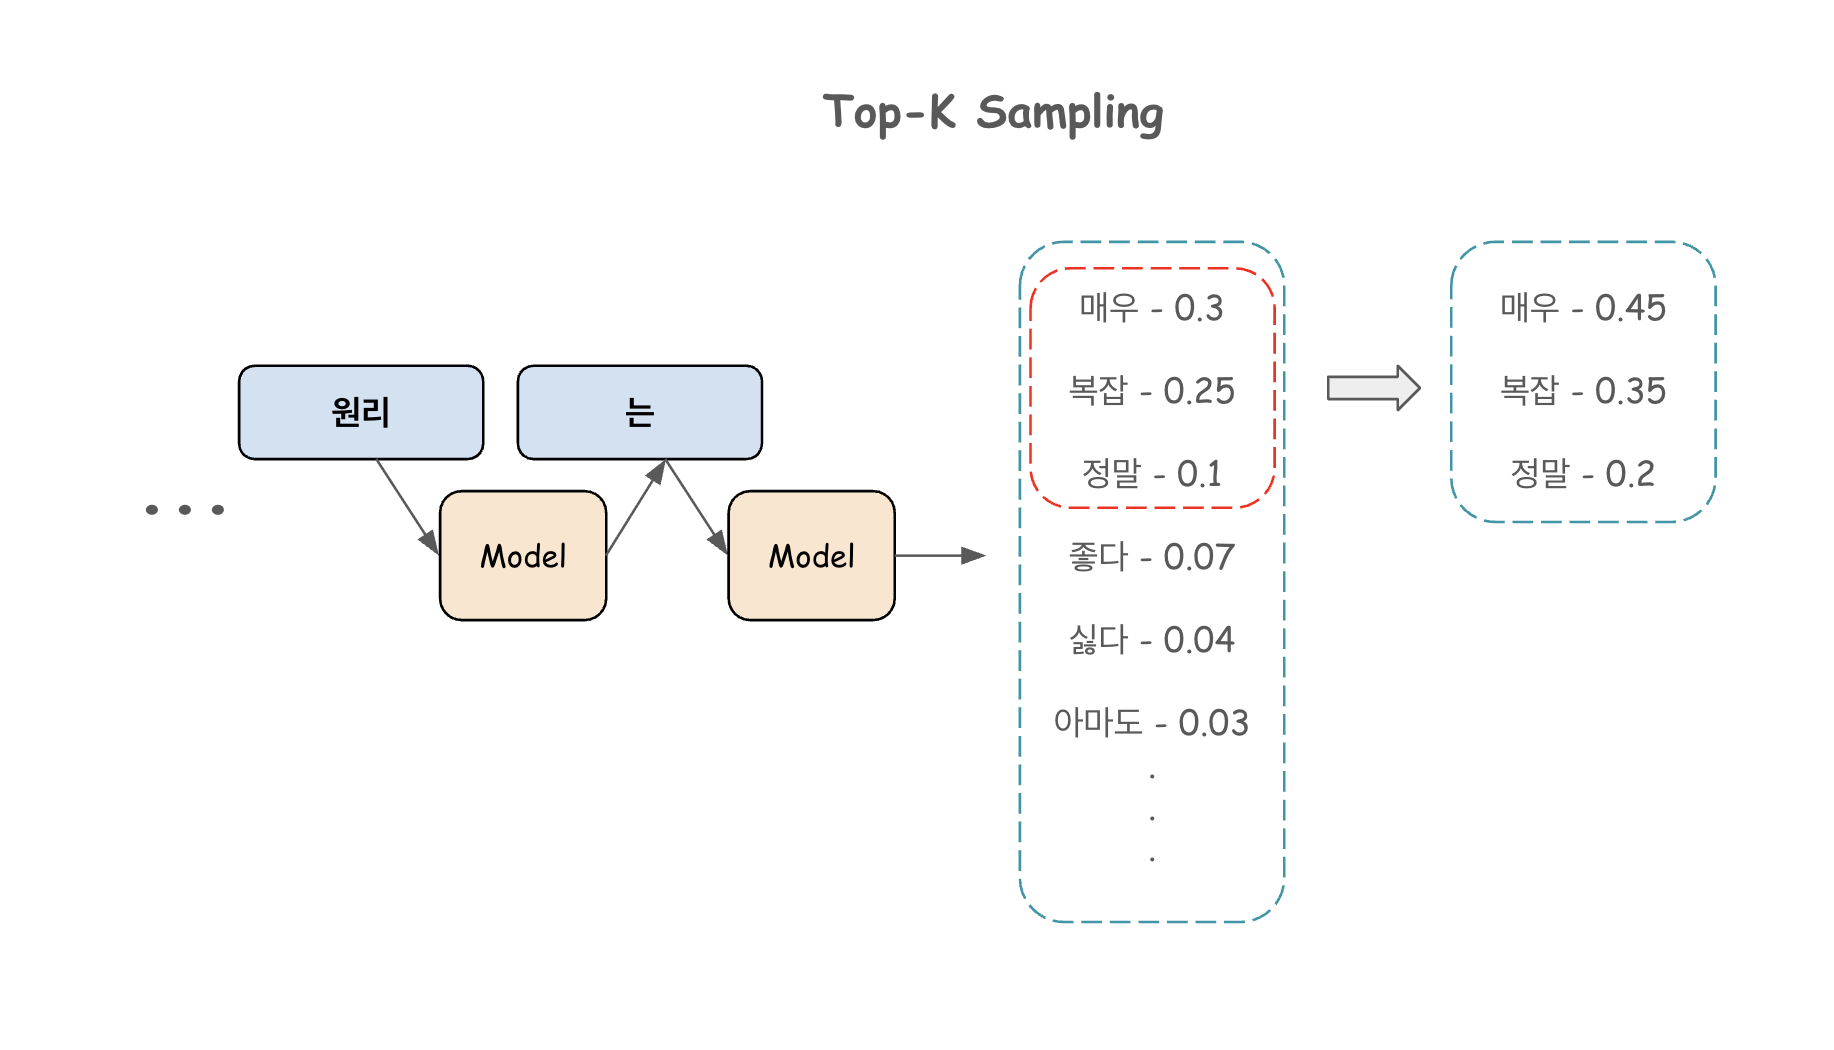 Top-K Sampling
원리
는
Model
Model
매우 - 0.3
복잡 - 0.25
정말 - 0.1
좋다 - 0.07
싫다 - 0.04
아마도 - 0.03
매우 - 0.45
복잡 - 0.35
정말 - 0.2